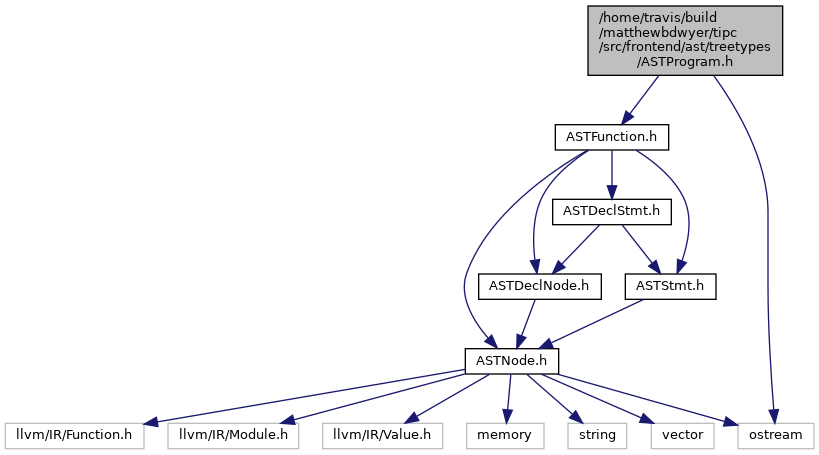 /home/travis/build
/matthewbdwyer/tipc
/src/frontend/ast/treetypes
/ASTProgram.h
ASTFunction.h
ASTDeclStmt.h
ASTDeclNode.h
ASTStmt.h
ASTNode.h
llvm/IR/Function.h
llvm/IR/Module.h
llvm/IR/Value.h
memory
string
vector
ostream